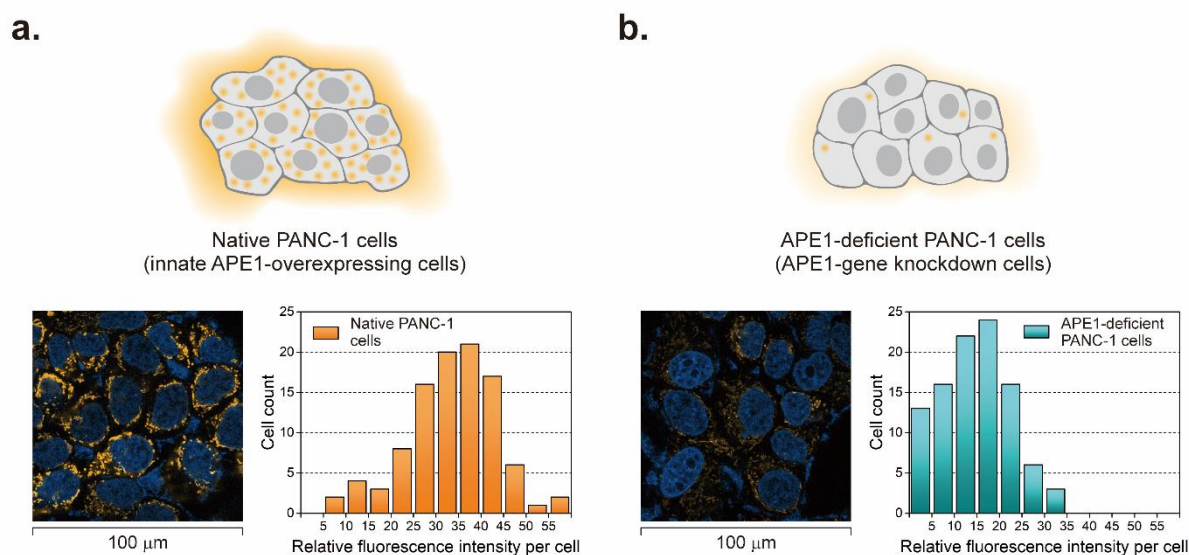 a.
Native PANC-1 cells
(innate APE1-overexpressing cells)
100 μm
25
20
15
10
5
0
Cell count
Native PANC-1
cells
5 10 15 20 25 30 35 40 45 50 55
Relative fluorescence intensity per cell
b.
APE1-deficient PANC-1 cells
(APE1-gene knockdown cells)
100 μm
25
20
15
10
5
0
Cell count
APE1-deficient
PANC-1 cells
5 10 15 20 25 30 35 40 45 50 55
Relative fluorescence intensity per cell